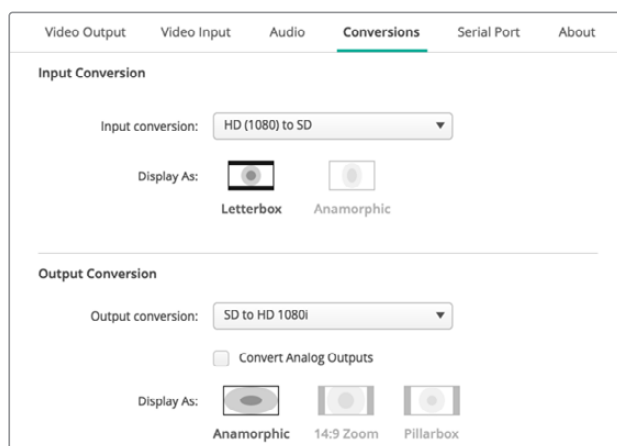 Video Output Video Input Audio Conversions Serial Port About
Input Conversion
Input conversion: HD (1080) to SD
Display As:
Letterbox Anamorphic
Output Conversion
Output conversion: SD to HD 1080i
Convert Analog Outputs
Display As:
Anamorphic 14:9 Zoom Pillarbox